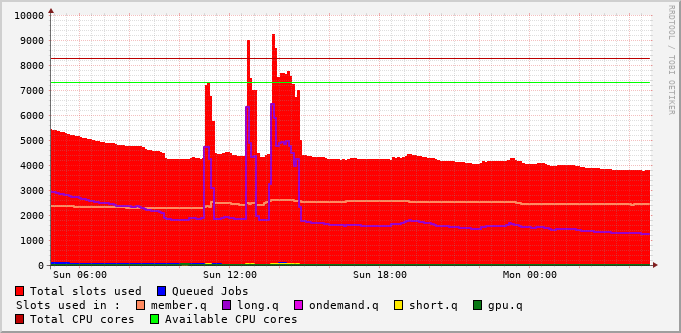 10000
9000
8000
7000
6000
5000
4000
3000
2000
1000
0
Sun 06:00 Sun 12:00 Sun 18:00 Mon 00:00
Total slots used Queued Jobs
Slots used in : member.q long.q ondemand.q short.q gpu.q
Total CPU cores Available CPU cores
RRDTOOL / TOBI OETIKER